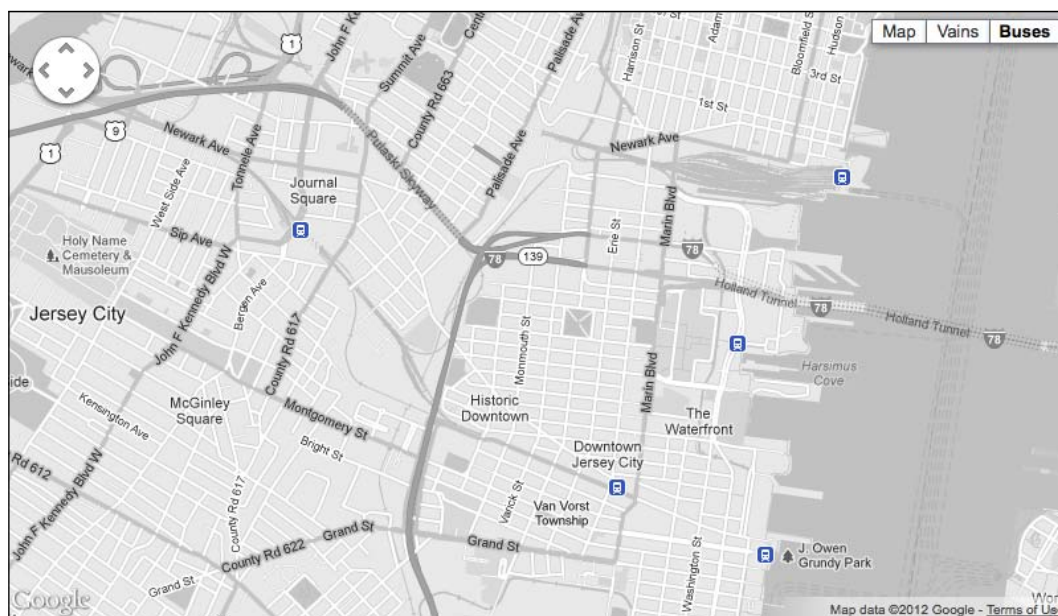 Map Vains Buses
1
John F Kennedy
Summit Ave
County Rd 663
Palisade Ave
Harrison St
Bloomfield St
Hudson
3rd St
1st St
Newark Ave
9
1
Newark Ave
Tonnele Ave
Pulaski Skyway
Palisade Ave
West Side Ave
Journal
Square
Sip Ave
Holy Name
Cemetery &
Mausoleum
Erie St
Marin Blvd
78
139
78
Holland Tunnel
78
Holland Tunnel
78
Jersey City
John F Kennedy Blvd W
Bergen Ave
County Rd 617
Monmouth St
Harsimus
Cove
Marin Blvd
McGinley
Square
Kensington Ave
Montgomery St
Bright St
Historic
Downtown
The
Waterfront
Downtown
Jersey City
Rd 612
John F Kennedy Blvd W
County Rd 617
Varick St
Van Vorst
Township
County Rd 622
Grand St
Grand St
Grand St
Washington St
J. Owen
Grundy Park
Google
Map data ©2012 Google - Terms of Use